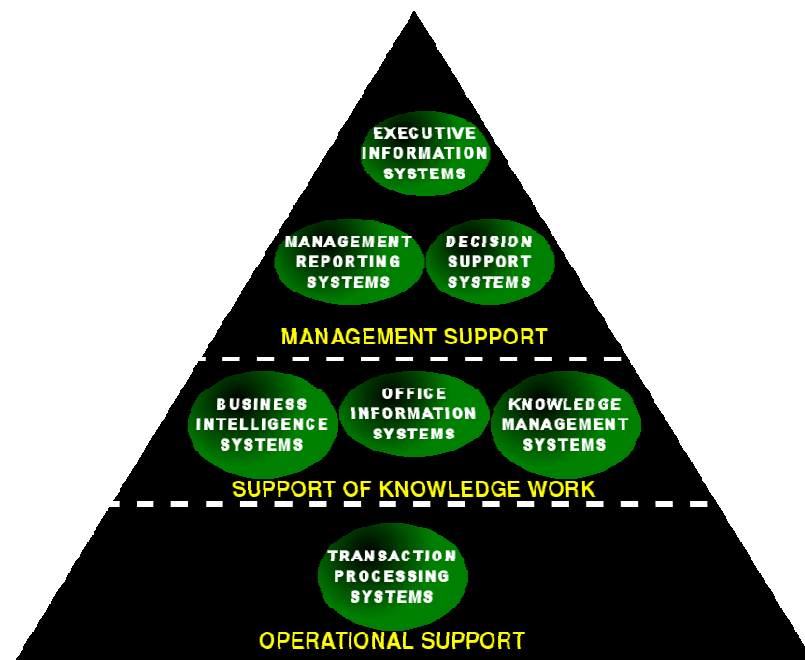 EXECUTIVE
INFORMATION
SYSTEMS
MANAGEMENT
REPORTING
SYSTEMS
DECISION
SUPPORT
SYSTEMS
MANAGEMENT SUPPORT
BUSINESS
INTELLIGENCE
SYSTEMS
OFFICE
INFORMATION
SYSTEMS
KNOWLEDGE
MANAGEMENT
SYSTEMS
SUPPORT OF KNOWLEDGE WORK
TRANSACTION
PROCESSING
SYSTEMS
OPERATIONAL SUPPORT